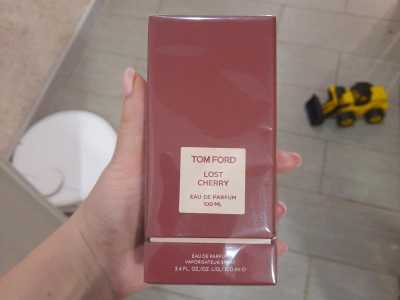 TOM FORD
LOST
CHERRY
EAU DE PARFUM
100 ML
EAU DE PARFUM
VAPORISATEUR SPRAY
3.4 FL. OZ./OZ. LIQ./100 ml ℮